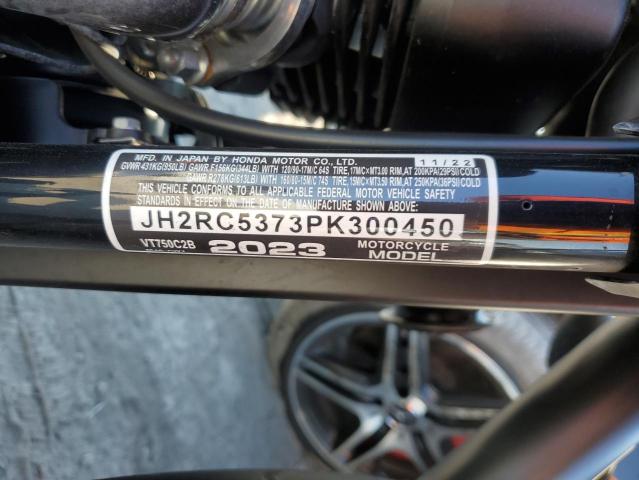 MFD. IN JAPAN BY HONDA MOTOR CO., LTD. 11/22
GVWR 431KG(950LB) GAWR F156KG(344LB) WITH 120/90-17M/C 64S TIRE, 17M/C×MT3.00 RIM, AT 200KPA(29PSI)COLD
GAWR R278KG(613LB) WITH 160/80-15M/C 74S TIRE, 15M/C×MT3.50 RIM, AT 250KPA(36PSI)COLD
THIS VEHICLE CONFORMS TO ALL APPLICABLE FEDERAL MOTOR VEHICLE SAFETY
STANDARDS IN EFFECT ON THE DATE OF MANUFACTURE SHOWN ABOVE.
JH2RC5373PK300450
VT750C2B 2023 MOTORCYCLE
MODEL